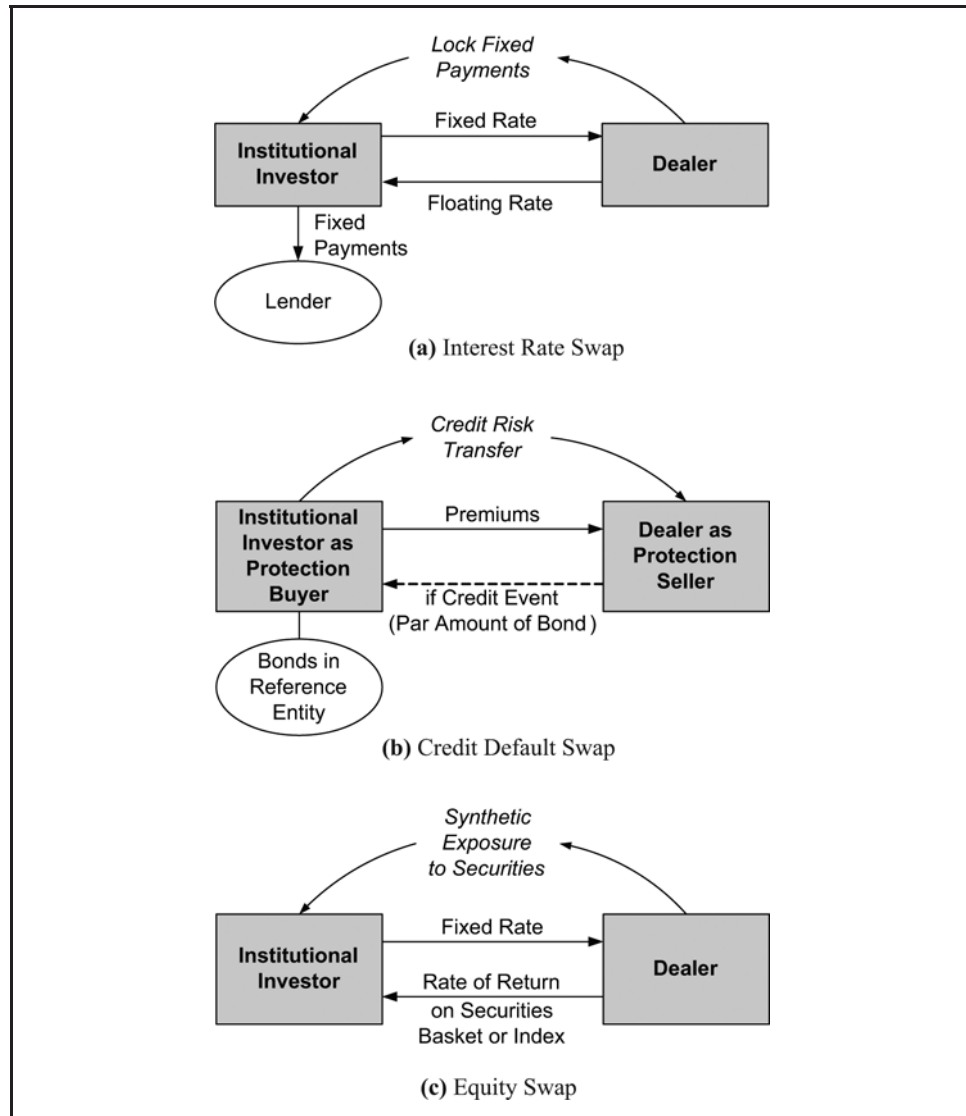 Lock Fixed
Payments
Fixed Rate
Institutional
Investor
Dealer
Floating Rate
Fixed
Payments
Lender
(a) Interest Rate Swap
Credit Risk
Transfer
Institutional
Investor as
Protection
Buyer
Premiums
Dealer as
Protection
Seller
if Credit Event
(Par Amount of Bond )
Bonds in
Reference
Entity
(b) Credit Default Swap
Synthetic
Exposure
to Securities
Fixed Rate
Institutional
Investor
Dealer
Rate of Return
on Securities
Basket or Index
(c) Equity Swap